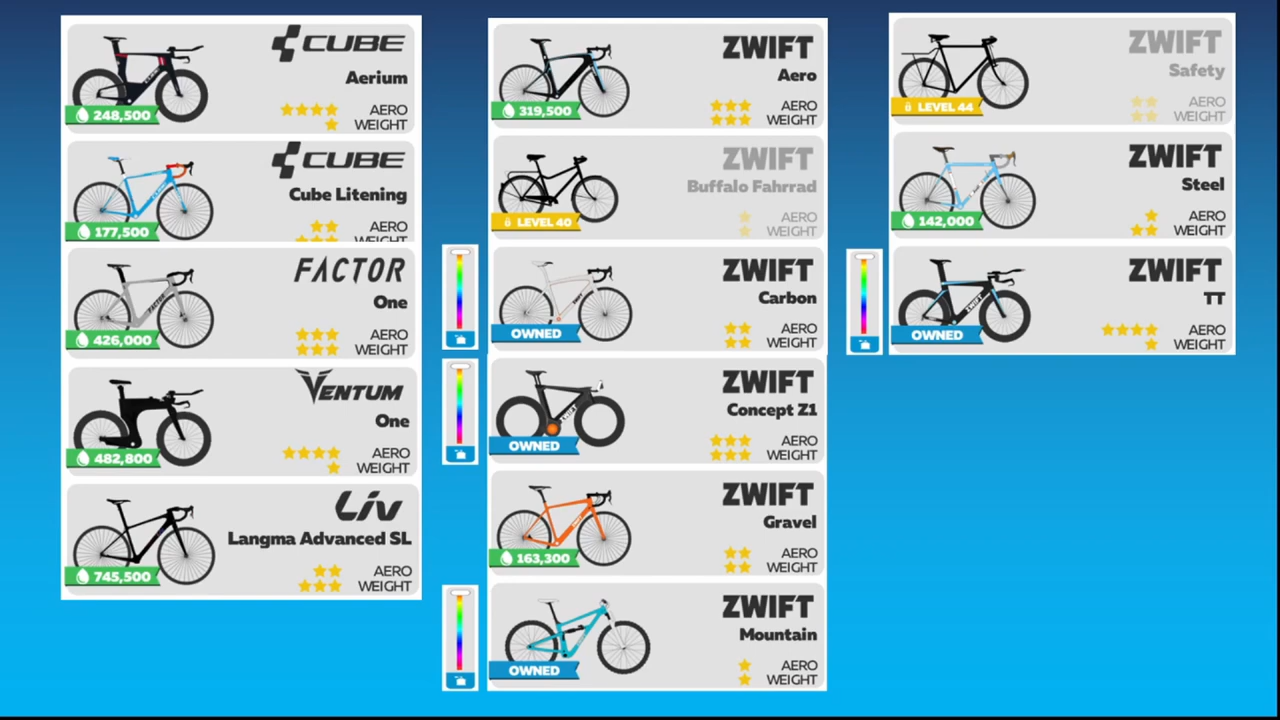 CUBE
Aerium
248,500
AERO
WEIGHT
CUBE
Cube Litening
177,500
AERO
WEIGHT
FACTOR
One
426,000
AERO
WEIGHT
VENTUM
One
482,800
AERO
WEIGHT
Liv
Langma Advanced SL
745,500
AERO
WEIGHT
ZWIFT
Aero
319,500
AERO
WEIGHT
ZWIFT
Buffalo Fahrrad
LEVEL 40
AERO
WEIGHT
ZWIFT
Carbon
OWNED
AERO
WEIGHT
ZWIFT
Concept Z1
ZWIFT
OWNED
AERO
WEIGHT
ZWIFT
Gravel
163,300
AERO
WEIGHT
ZWIFT
Mountain
OWNED
AERO
WEIGHT
ZWIFT
Safety
LEVEL 44
AERO
WEIGHT
ZWIFT
Steel
142,000
AERO
WEIGHT
ZWIFT
TT
ZWIFT
OWNED
AERO
WEIGHT